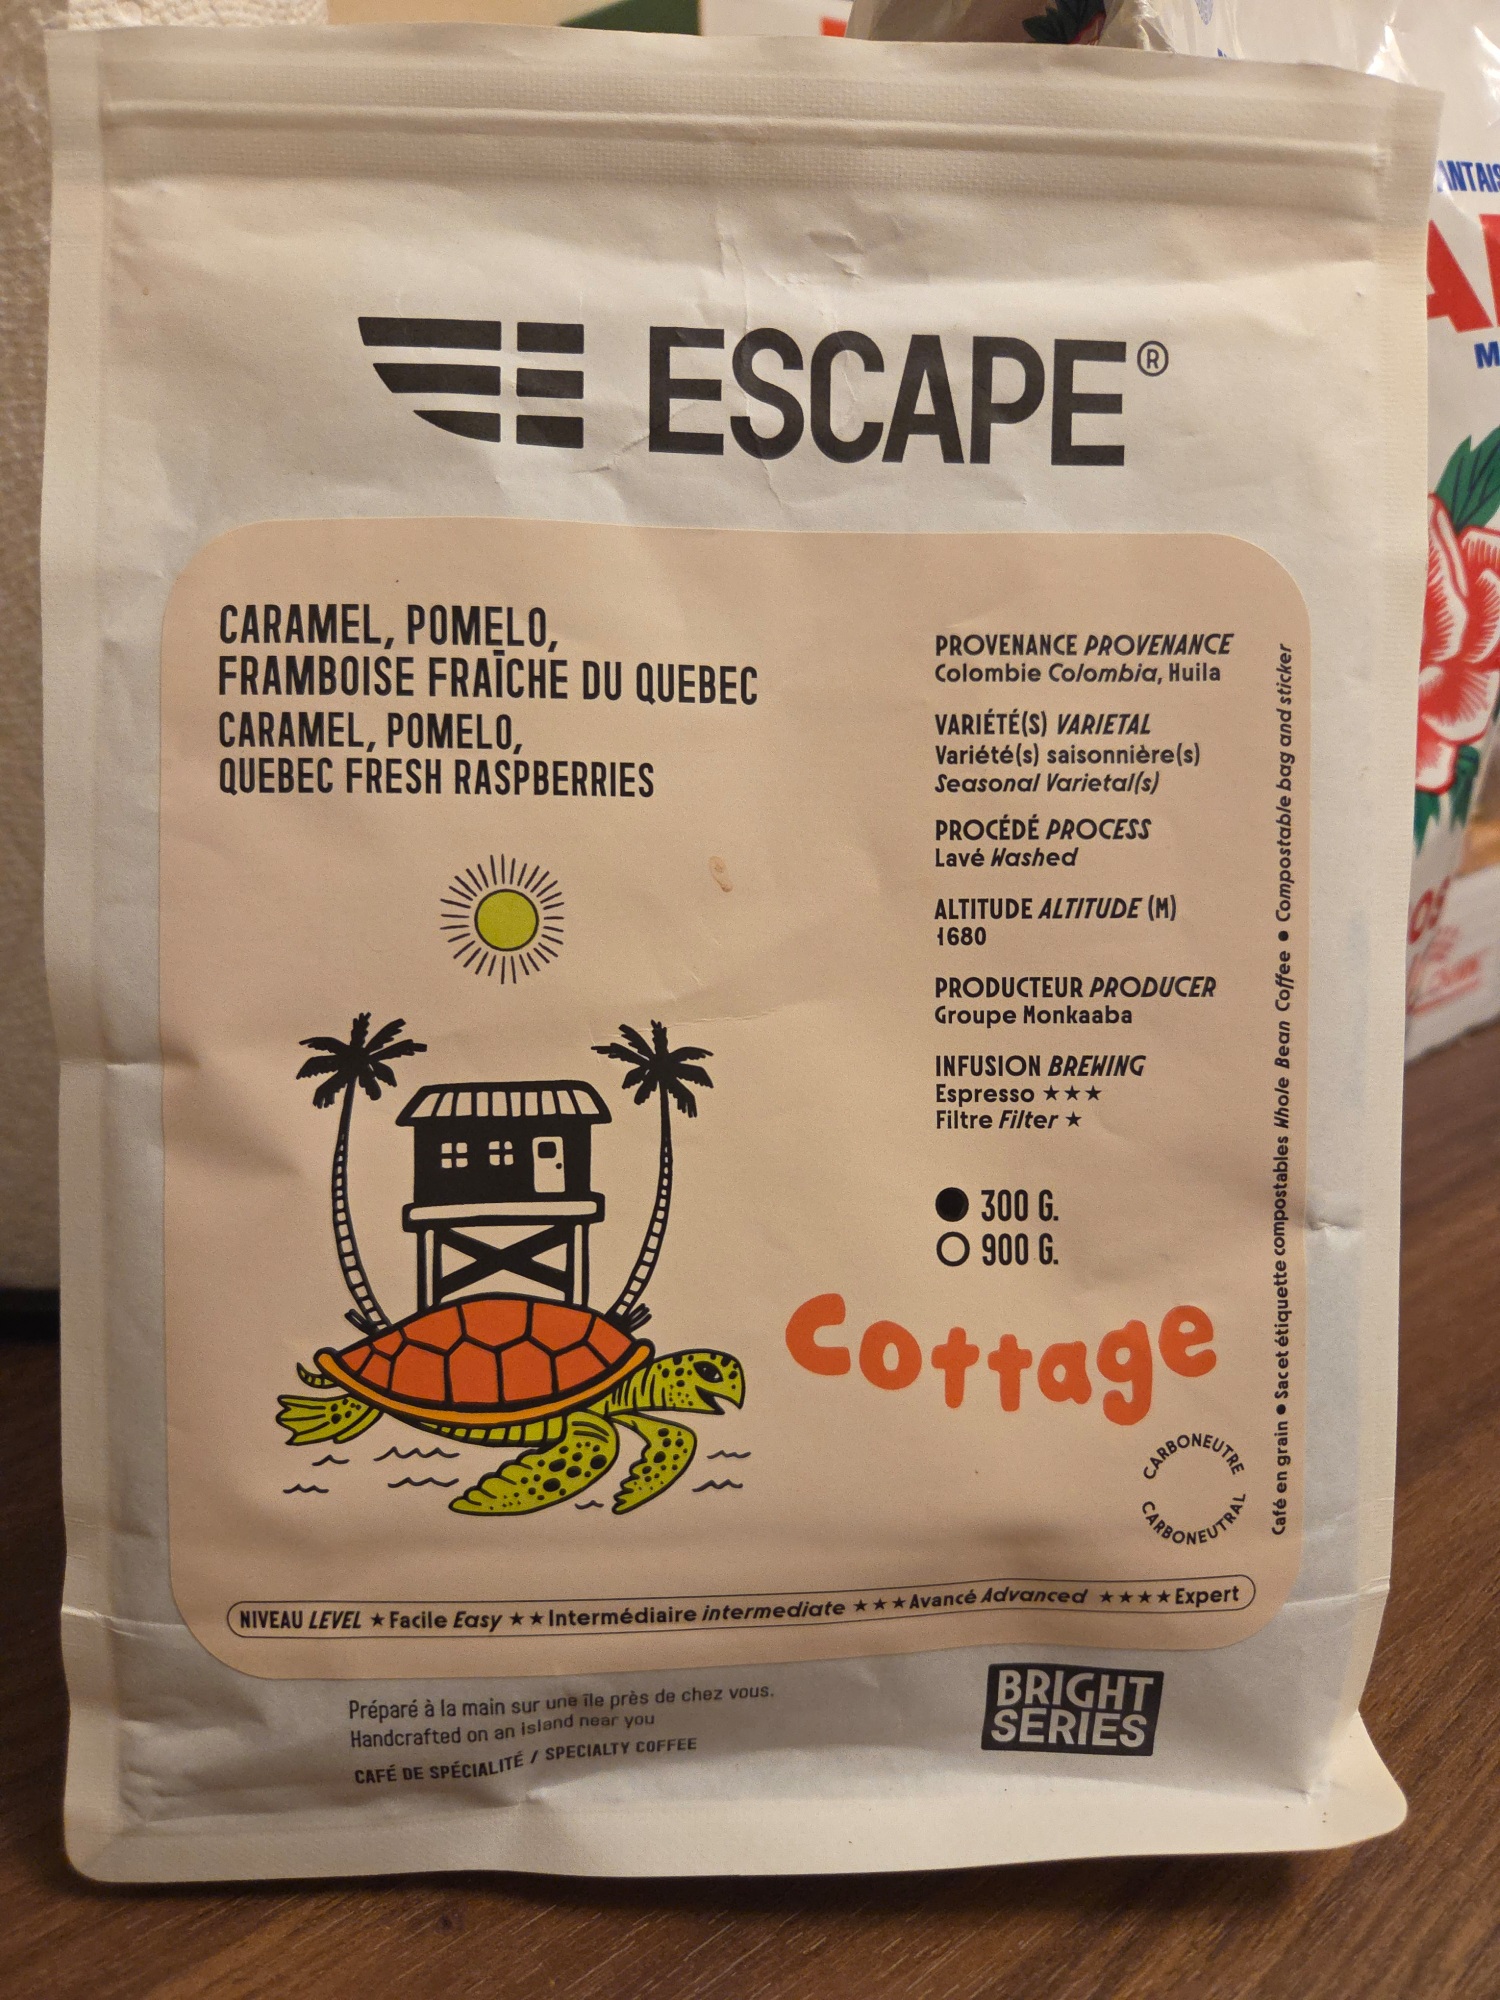 ESCAPE®
CARAMEL, POMELO,
FRAMBOISE FRAÎCHE DU QUEBEC
CARAMEL, POMELO,
QUEBEC FRESH RASPBERRIES
PROVENANCE PROVENANCE
Colombie Colombia, Huila
VARIÉTÉ(S) VARIETAL
Variété(s) saisonnière(s)
Seasonal Varietal(s)
PROCÉDÉ PROCESS
Lavé Washed
ALTITUDE ALTITUDE (M)
1680
PRODUCTEUR PRODUCER
Groupe Monkaaba
INFUSION BREWING
Espresso ★★★
Filtre Filter ★
300 G.
900 G.
Cottage
CARBONEUTRE
CARBONEUTRAL
Café en grain • Sac et étiquette compostables Whole Bean Coffee • Compostable bag and sticker
NIVEAU LEVEL ★ Facile Easy ★★ Intermédiaire intermediate ★★★ Avancé Advanced ★★★★ Expert
Préparé à la main sur une île près de chez vous.
Handcrafted on an island near you
CAFÉ DE SPÉCIALITÉ / SPECIALTY COFFEE
BRIGHT
SERIES